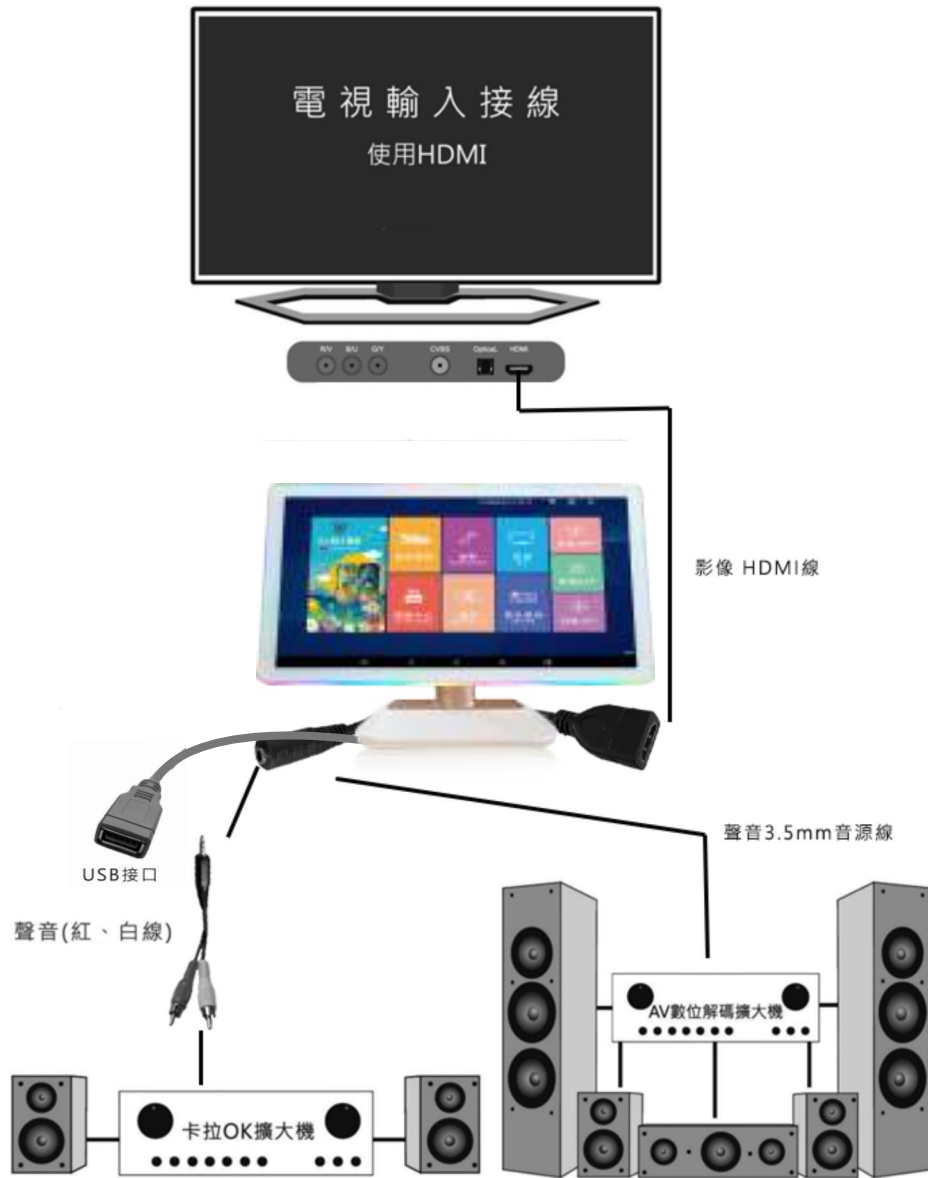 電視輸入接線
使用HDMI
R/V B/U G/Y CVBS OpticaL HDMI
影像 HDMI線
聲音3.5mm音源線
USB接口
聲音(紅、白線)
AV數位解碼擴大機
卡拉OK擴大機